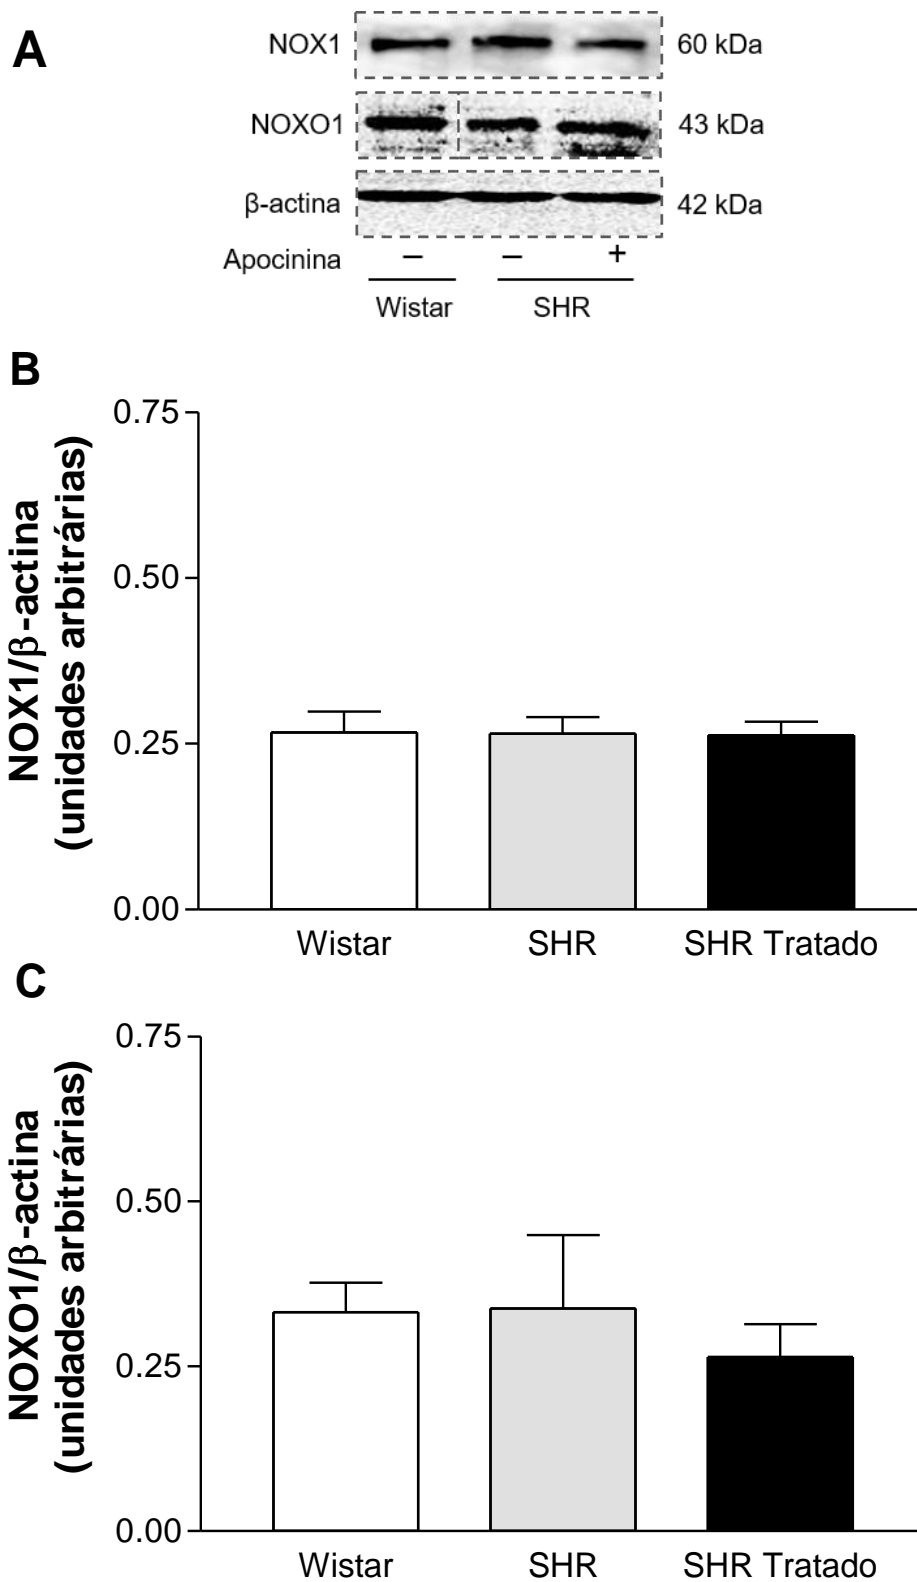 A
NOX1 60 kDa
NOXO1 43 kDa
β-actina 42 kDa
Apocinina − − +
Wistar SHR
B
NOX1/β-actina
(unidades arbitrárias)
0.75
0.50
0.25
0.00
Wistar SHR SHR Tratado
C
NOXO1/β-actina
(unidades arbitrárias)
0.75
0.50
0.25
0.00
Wistar SHR SHR Tratado